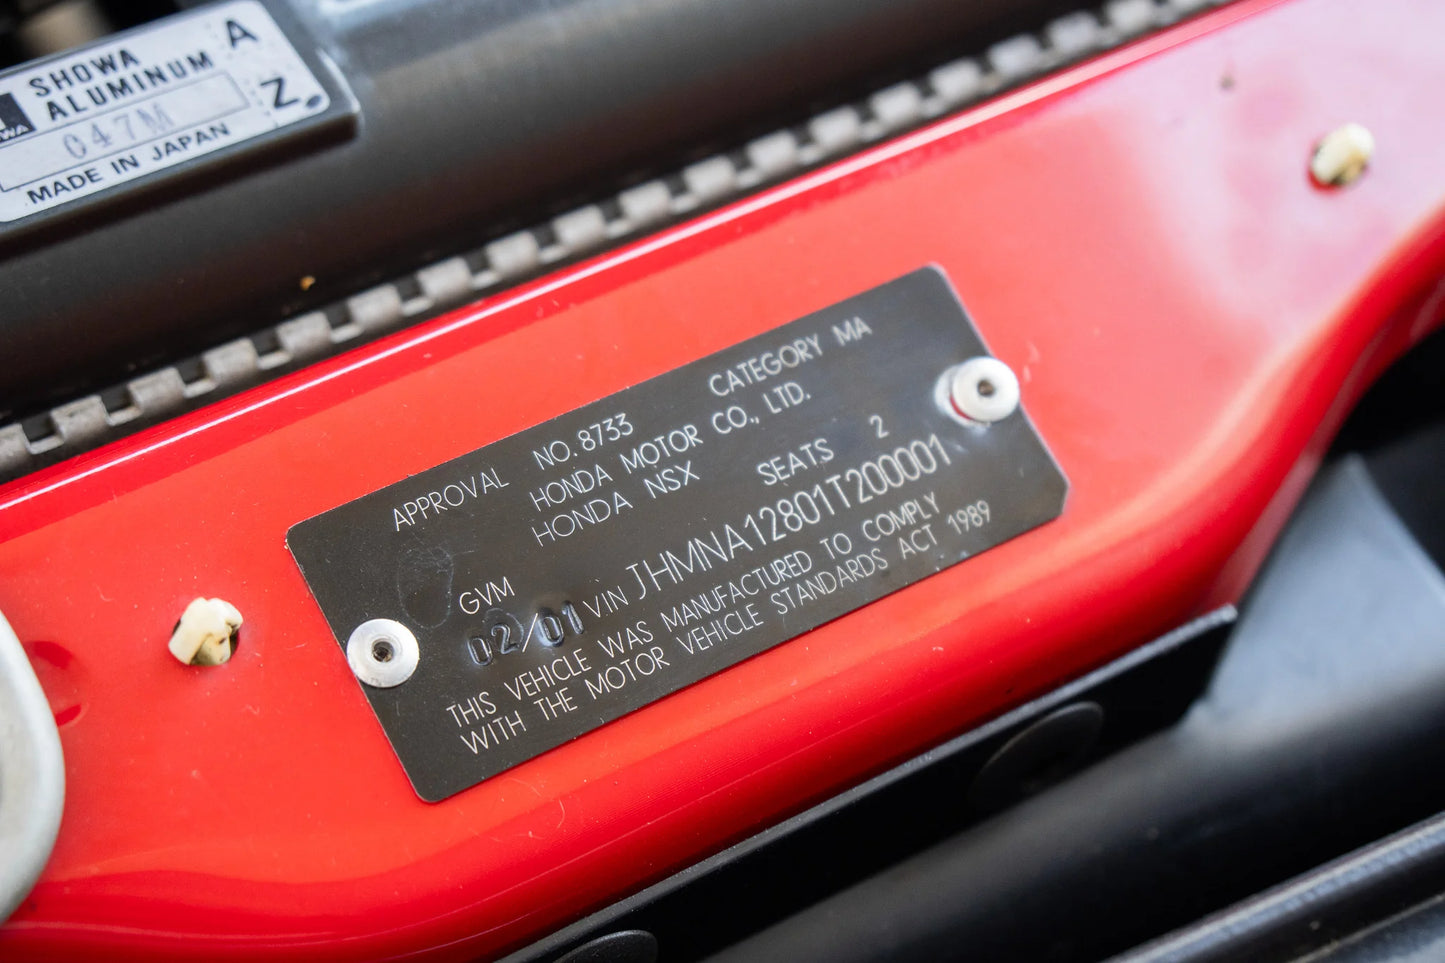 SHOWA A
ALUMINUM
C47M Z
MADE IN JAPAN
APPROVAL NO. 8733 CATEGORY MA
HONDA MOTOR CO., LTD.
HONDA NSX SEATS 2
GVM
02/01 VIN JHMNA12801T200001
THIS VEHICLE WAS MANUFACTURED TO COMPLY
WITH THE MOTOR VEHICLE STANDARDS ACT 1989